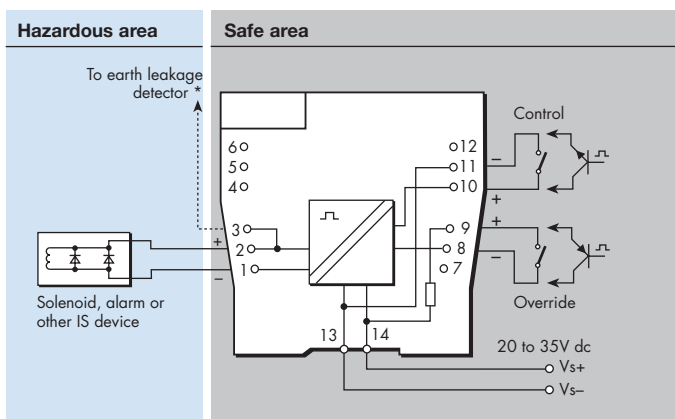 Hazardous area
Safe area
To earth leakage
detector *
Control
6
5
4
12
11
10
–
+
3
2
1
+
–
9
8
7
+
–
Solenoid, alarm or
other IS device
Override
13
14
20 to 35V dc
Vs+
Vs–